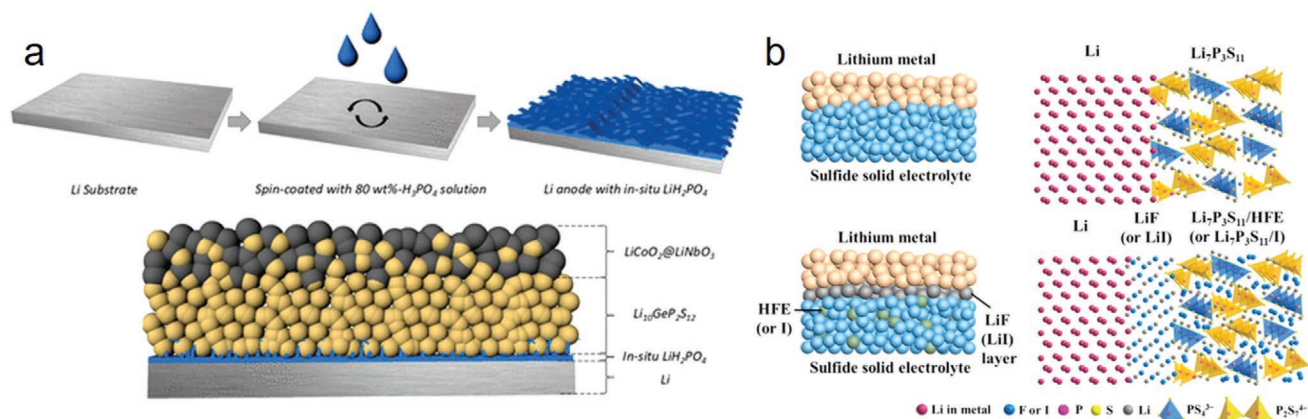 a
Li Substrate
Spin-coated with 80 wt%-H₃PO₄ solution
Li anode with in-situ LiH₂PO₄
LiCoO₂@LiNbO₃
Li₁₀GeP₂S₁₂
In-situ LiH₂PO₄
Li
b
Lithium metal
Sulfide solid electrolyte
Li
Li₇P₃S₁₁
Lithium metal
HFE
(or I)
LiF
(LiI)
layer
Sulfide solid electrolyte
Li
LiF
(or LiI)
Li₇P₃S₁₁/HFE
(or Li₇P₃S₁₁/I)
Li in metal
F or I
P
S
Li
PS₄³⁻
P₂S₇⁴⁻